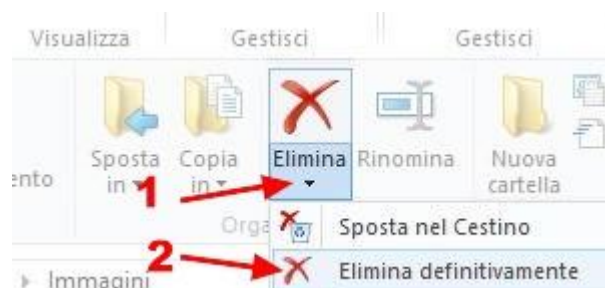 Visualizza Gestisci Gestisci
Sposta in Copia in Elimina Rinomina Nuova cartella
1
Sposta nel Cestino
2 Immagini Elimina definitivamente